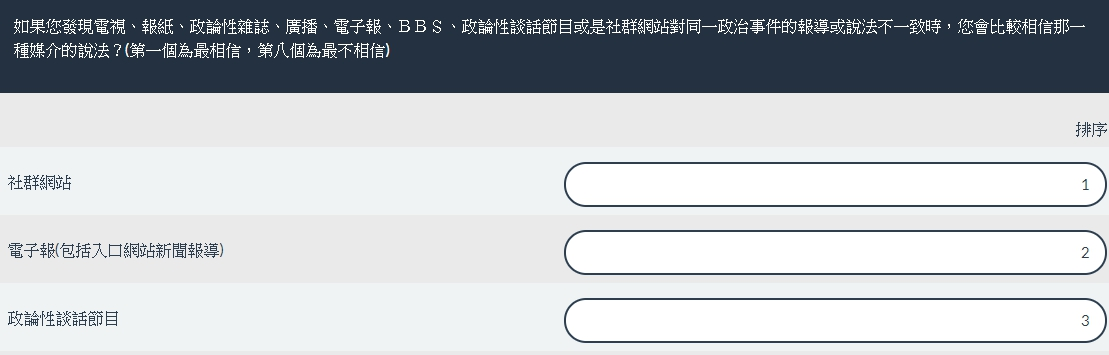 如果您發現電視、報紙、政論性雜誌、廣播、電子報、ＢＢＳ、政論性談話節目或是社群網站對同一政治事件的報導或說法不一致時，您會比較相信那一
種媒介的說法？(第一個為最相信，第八個為最不相信)
排序
社群網站 1
電子報(包括入口網站新聞報導) 2
政論性談話節目 3